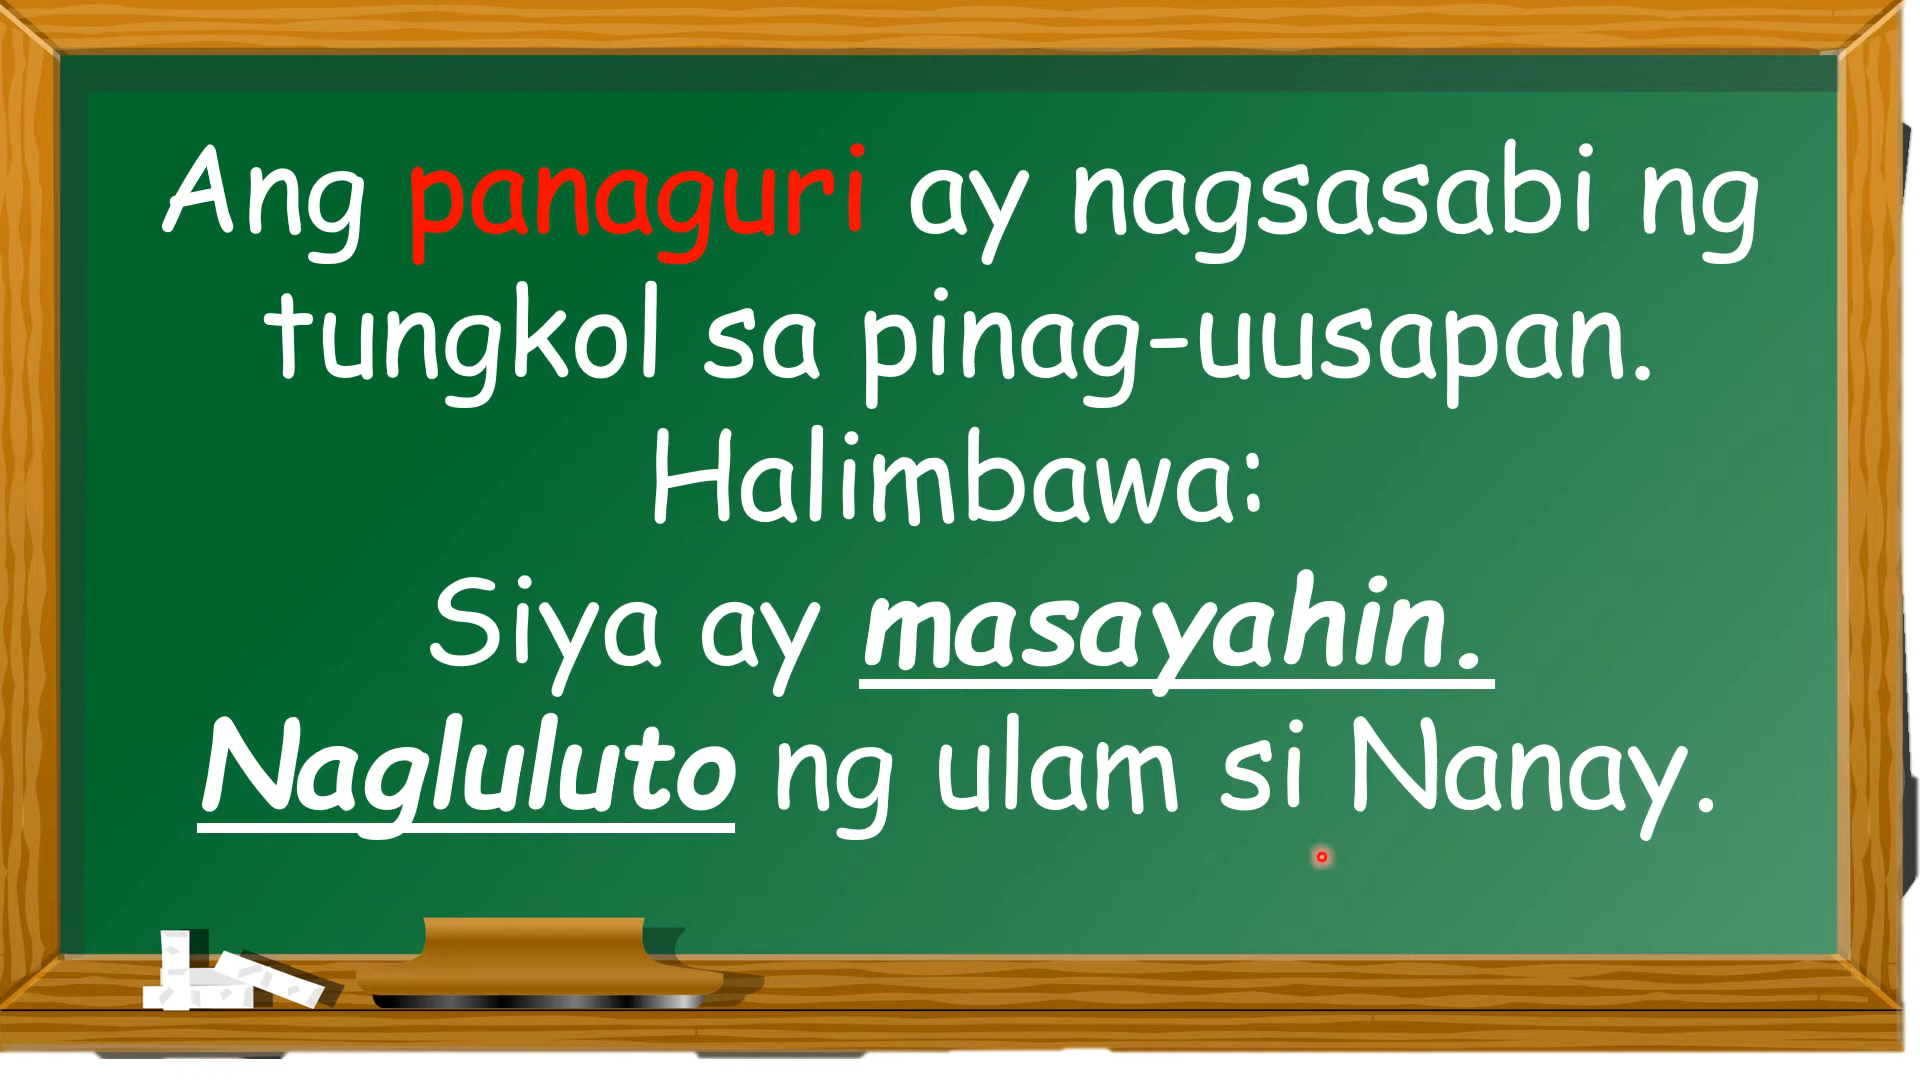 Ang panaguri ay nagsasabi ng
tungkol sa pinag-uusapan.
Halimbawa:
Siya ay masayahin.
Nagluluto ng ulam si Nanay.